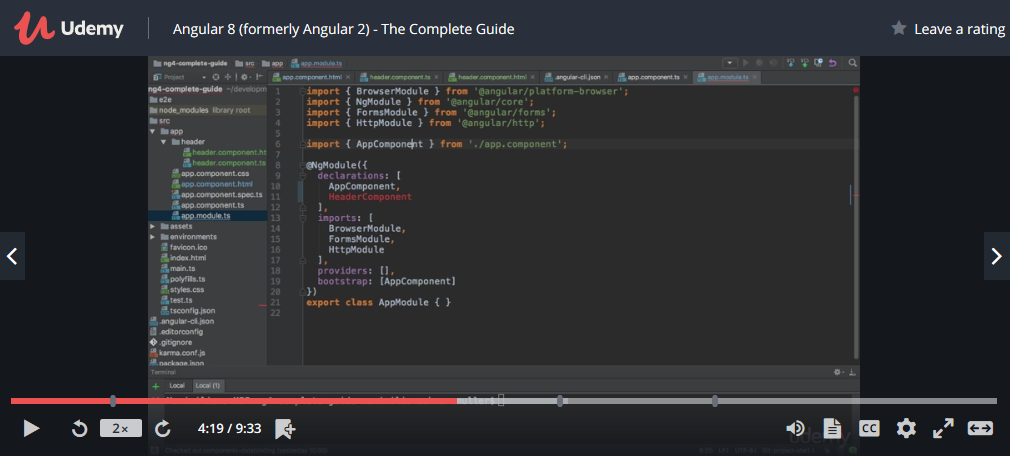 Udemy
Angular 8 (formerly Angular 2) - The Complete Guide
Leave a rating
ng4-complete-guide src app app.module.ts
Project
app.component.html header.component.ts header.component.html .angular-cli.json app.component.ts app.module.ts
ng4-complete-guide ~/developm
e2e
node_modules library root
src
app
header
header.component.ht
header.component.ts
app.component.css
app.component.html
app.component.spec.ts
app.component.ts
app.module.ts
assets
environments
favicon.ico
index.html
main.ts
polyfills.ts
styles.css
test.ts
tsconfig.json
.angular-cli.json
.editorconfig
.gitignore
karma.conf.js
package.json
1 import { BrowserModule } from '@angular/platform-browser';
2 import { NgModule } from '@angular/core';
3 import { FormsModule } from '@angular/forms';
4 import { HttpModule } from '@angular/http';
5
6 import { AppComponent } from './app.component';
7
8 @NgModule({
9 declarations: [
10 AppComponent,
11 HeaderComponent
12 ],
13 imports: [
14 BrowserModule,
15 FormsModule,
16 HttpModule
17 ],
18 providers: [],
19 bootstrap: [AppComponent]
20 })
21 export class AppModule { }
22
Terminal
+ Local Local (1)
2x
4:19 / 9:33
CC
udemy